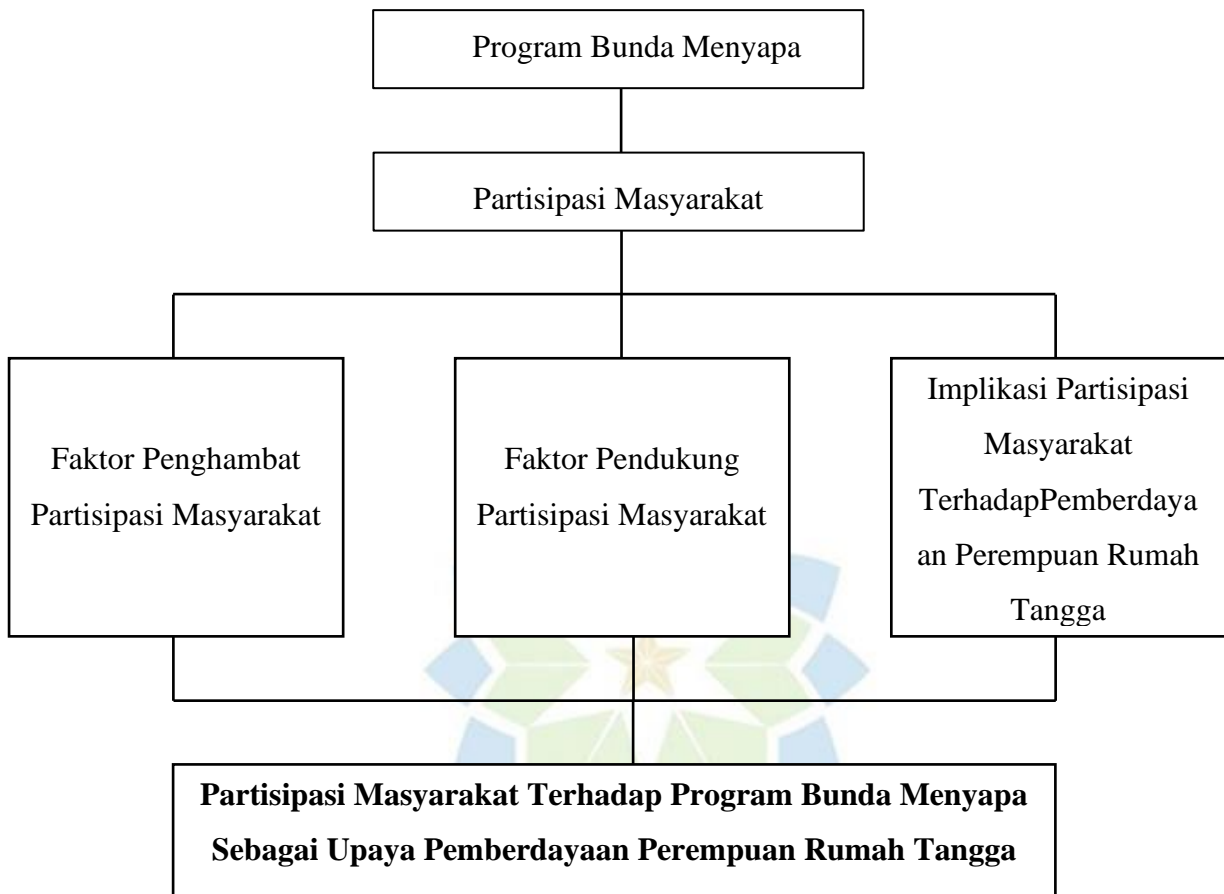 Program Bunda Menyapa
Partisipasi Masyarakat
Faktor Penghambat
Partisipasi Masyarakat
Faktor Pendukung
Partisipasi Masyarakat
Implikasi Partisipasi
Masyarakat
TerhadapPemberdaya
an Perempuan Rumah
Tangga
Partisipasi Masyarakat Terhadap Program Bunda Menyapa
Sebagai Upaya Pemberdayaan Perempuan Rumah Tangga